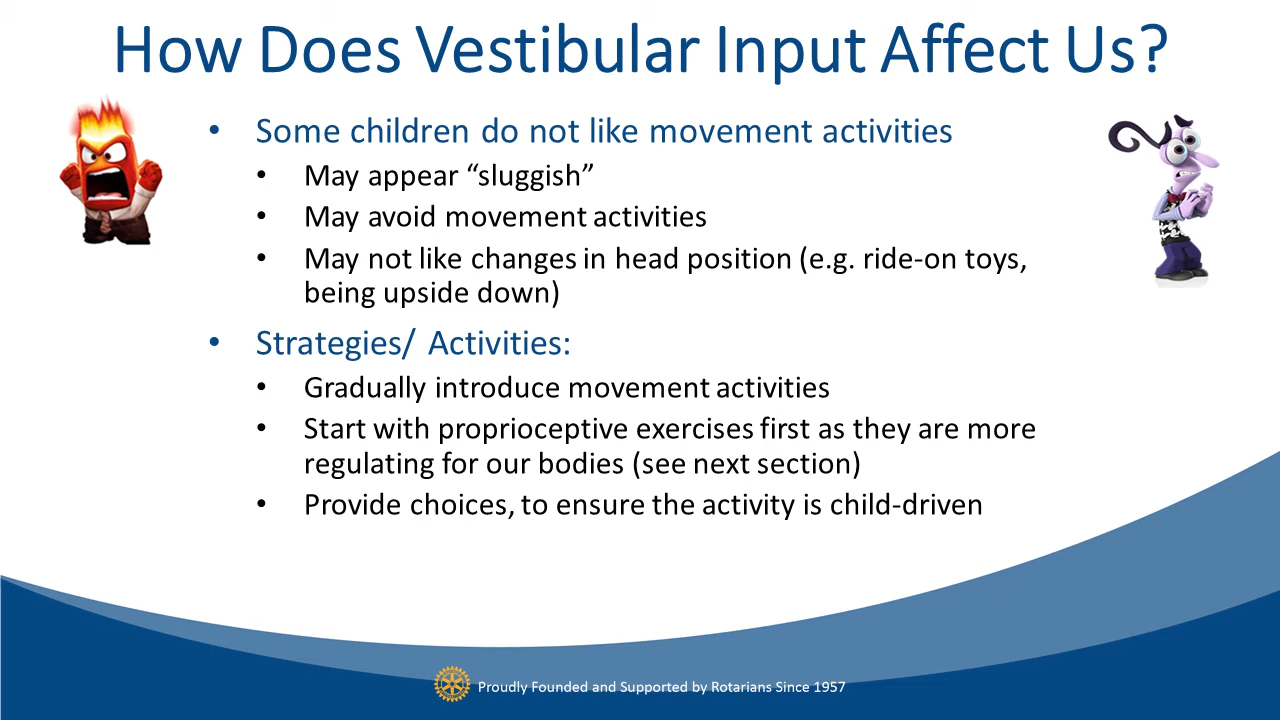 How Does Vestibular Input Affect Us?
• Some children do not like movement activities
• May appear “sluggish”
• May avoid movement activities
• May not like changes in head position (e.g. ride-on toys,
being upside down)
• Strategies/ Activities:
• Gradually introduce movement activities
• Start with proprioceptive exercises first as they are more
regulating for our bodies (see next section)
• Provide choices, to ensure the activity is child-driven
Proudly Founded and Supported by Rotarians Since 1957